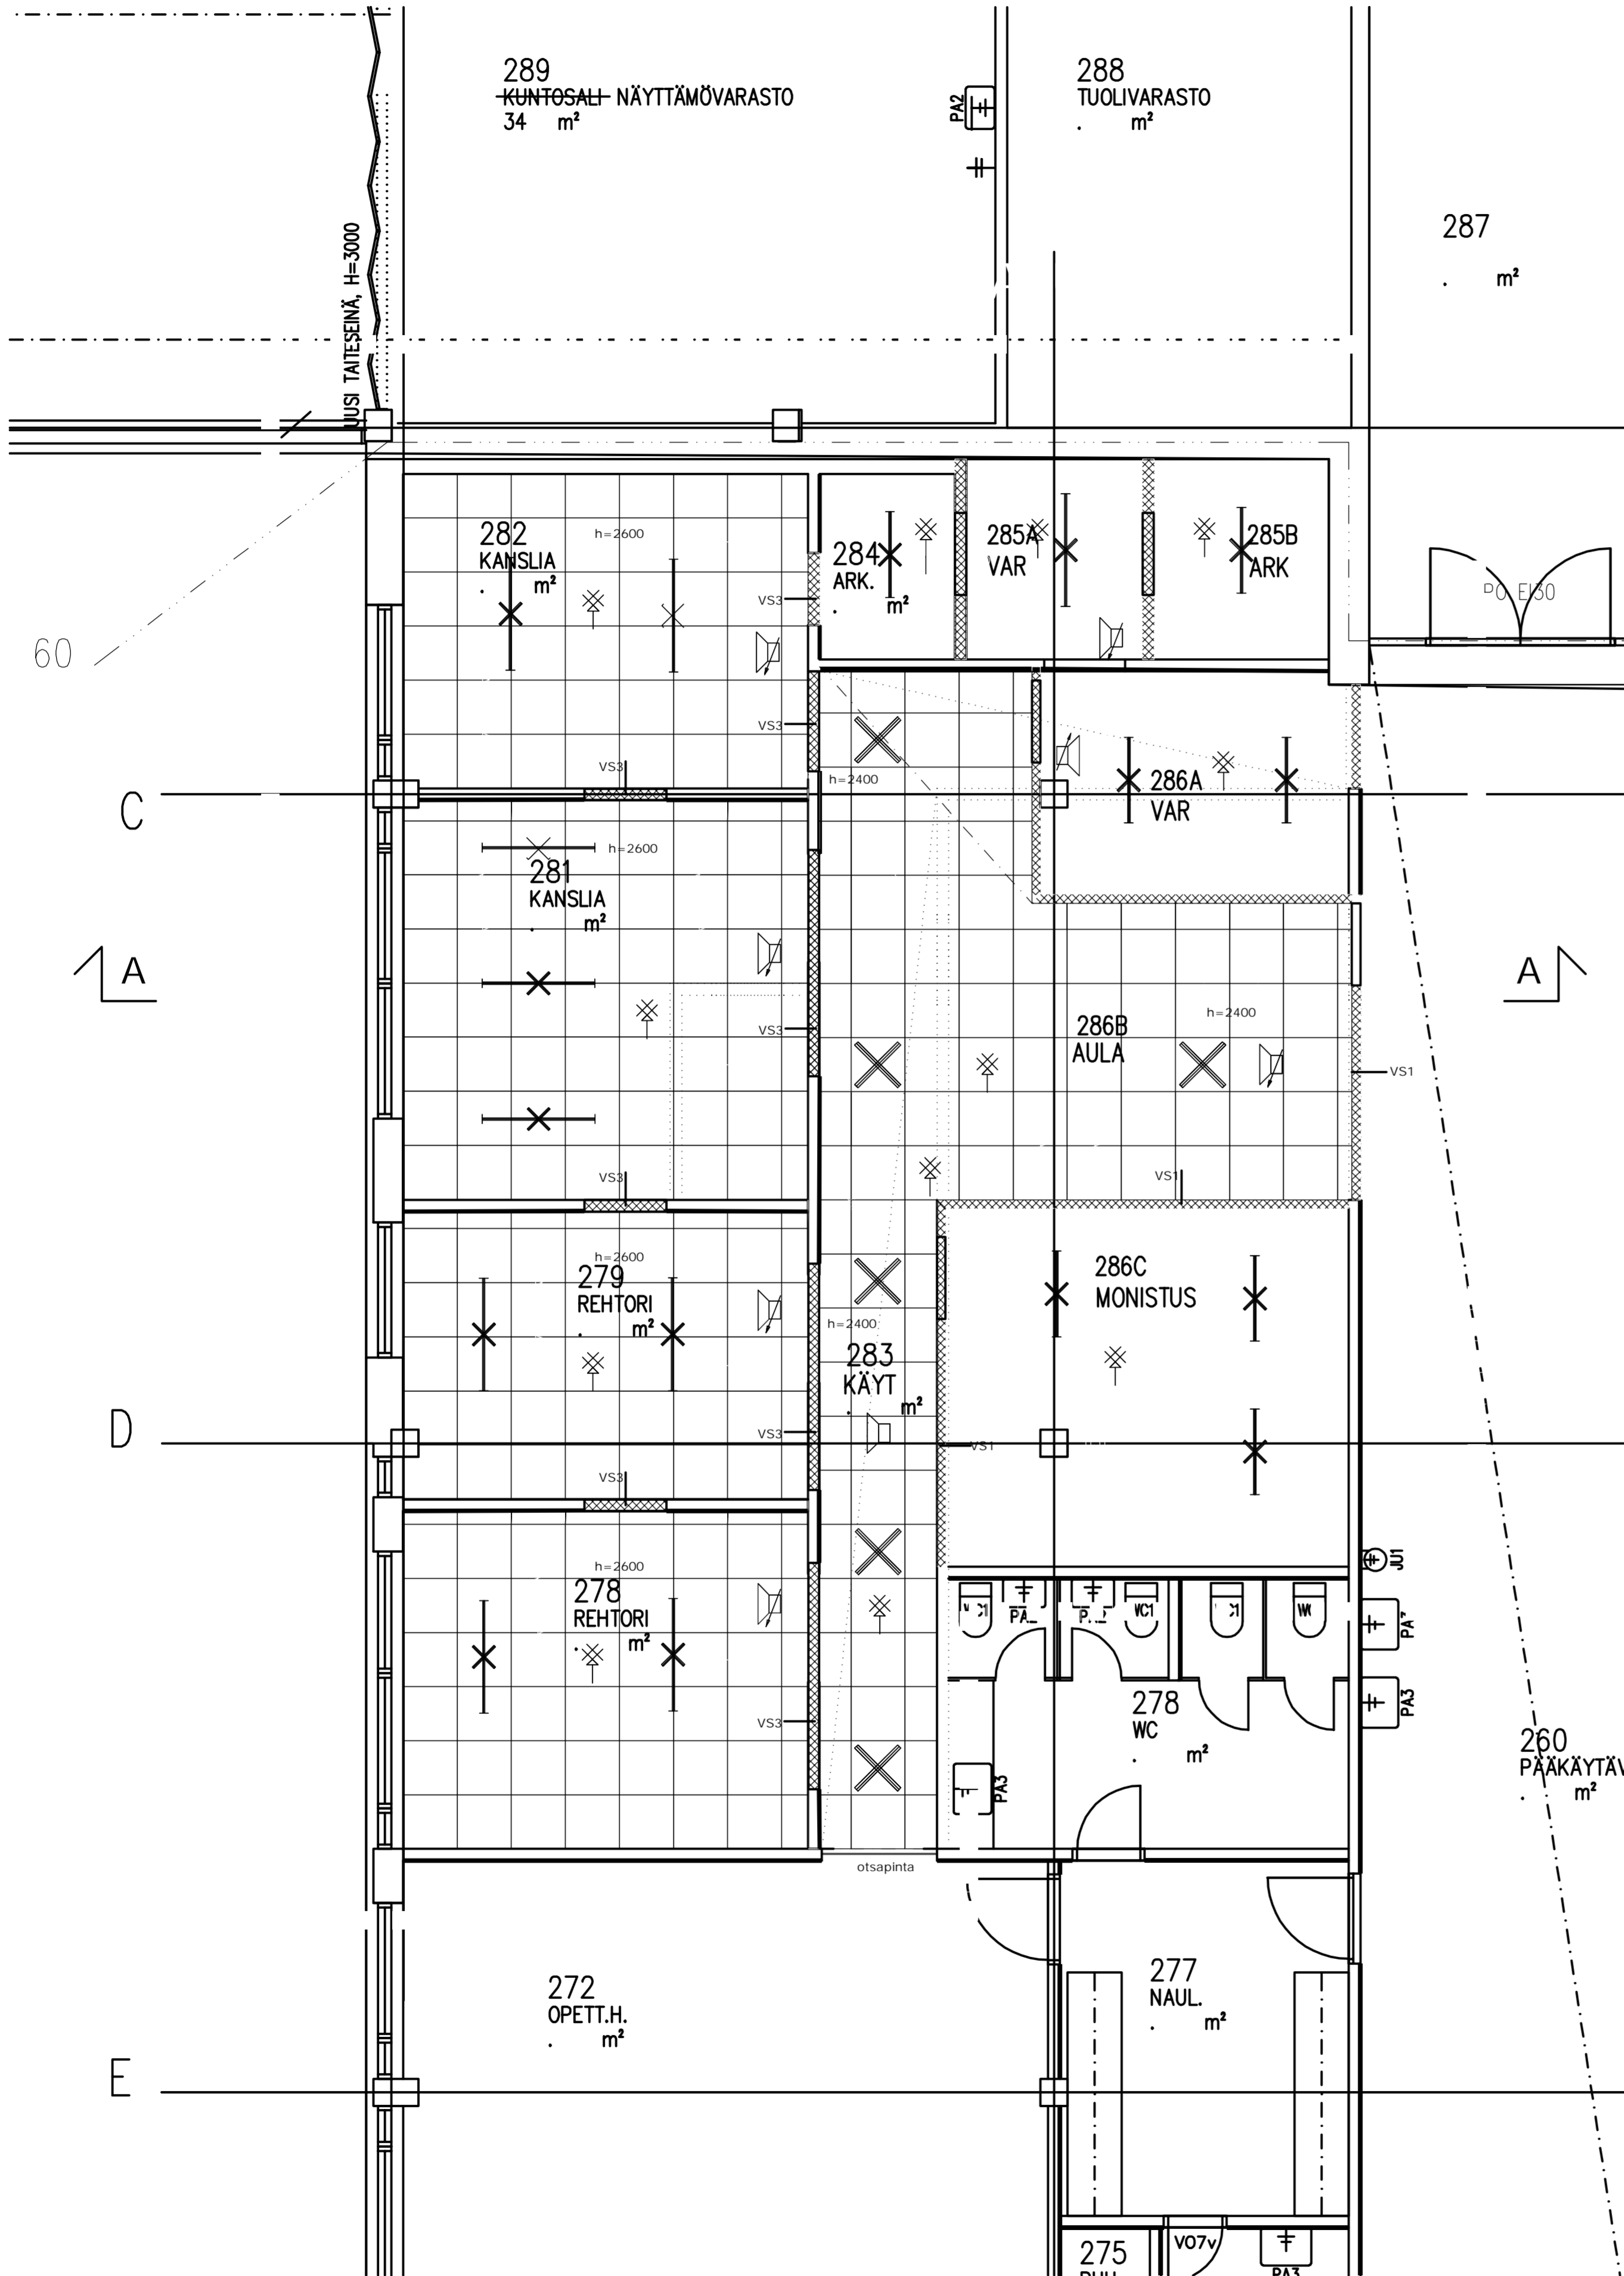 289
KUNTOSALI NÄYTTÄMÖVARASTO
34 m²
PA2
288
TUOLIVARASTO
. m²
287
. m²
UUSI TAITESEINÄ, H=3000
60
282
KANSLIA
. m²
h=2600
VS3
284
ARK.
. m²
285A
VAR
285B
ARK
EI30
VS3
VS3
h=2400
286A
VAR
C
281
KANSLIA
. m²
h=2600
A
A
VS3
286B
AULA
h=2400
VS1
VS3
VS1
h=2600
279
REHTORI
. m²
h=2400
283
KÄYT
. m²
286C
MONISTUS
D
VS3
VS1
VS3
h=2600
278
REHTORI
. m²
JU1
WC1
PA3
278
WC
. m²
PA3
VS3
260
PÄÄKÄYTÄV
. m²
otsapinta
272
OPETT.H.
. m²
277
NAUL.
. m²
E
275
VO7v
PA3